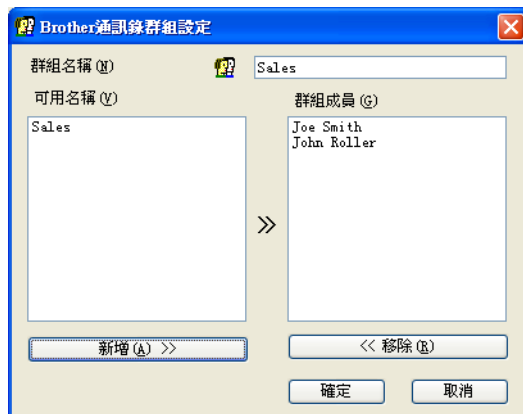 Brother通訊錄群組設定
群組名稱(N)
Sales
可用名稱(V)
群組成員(G)
Sales
Joe Smith
John Roller
新增(A) >>
<< 移除(R)
確定
取消